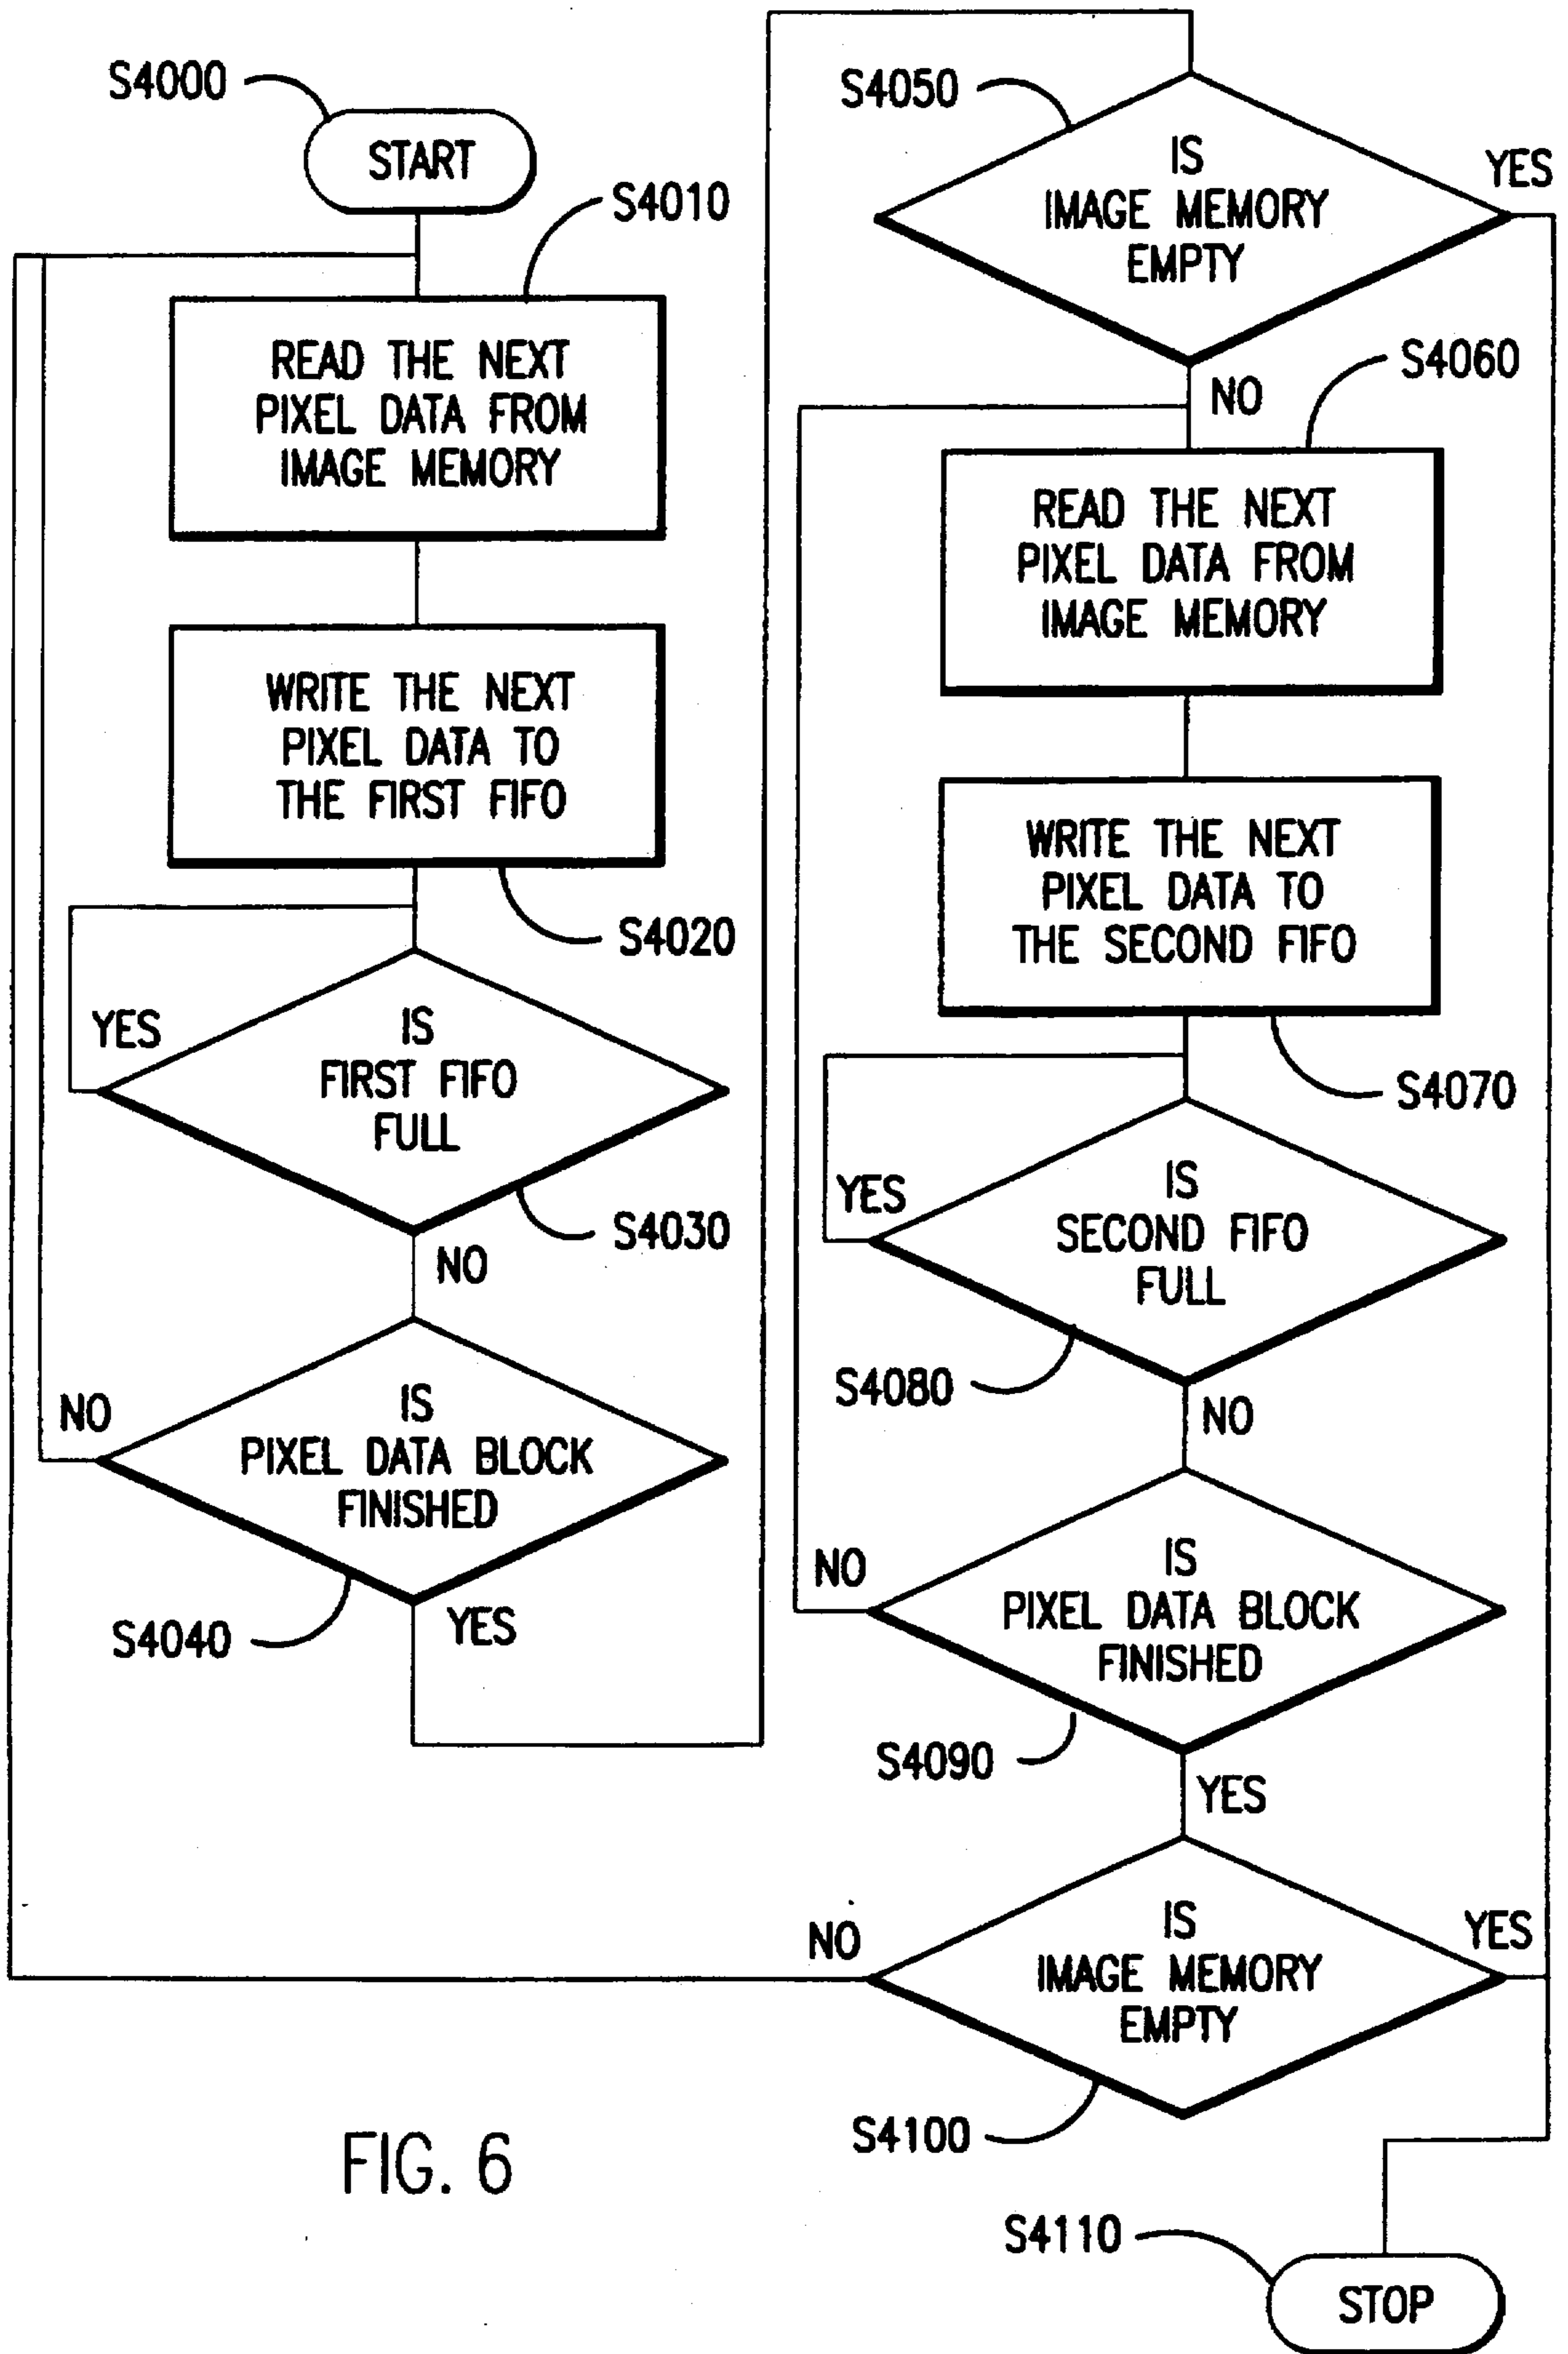 S4000
START
S4010
READ THE NEXT
PIXEL DATA FROM
IMAGE MEMORY
WRITE THE NEXT
PIXEL DATA TO
THE FIRST FIFO
S4020
YES
IS
FIRST FIFO
FULL
S4030
NO
NO
IS
PIXEL DATA BLOCK
FINISHED
S4040
YES
S4050
IS
IMAGE MEMORY
EMPTY
YES
NO
S4060
READ THE NEXT
PIXEL DATA FROM
IMAGE MEMORY
WRITE THE NEXT
PIXEL DATA TO
THE SECOND FIFO
S4070
YES
IS
SECOND FIFO
FULL
S4080
NO
NO
IS
PIXEL DATA BLOCK
FINISHED
S4090
YES
NO
IS
IMAGE MEMORY
EMPTY
YES
S4100
S4110
STOP
FIG. 6